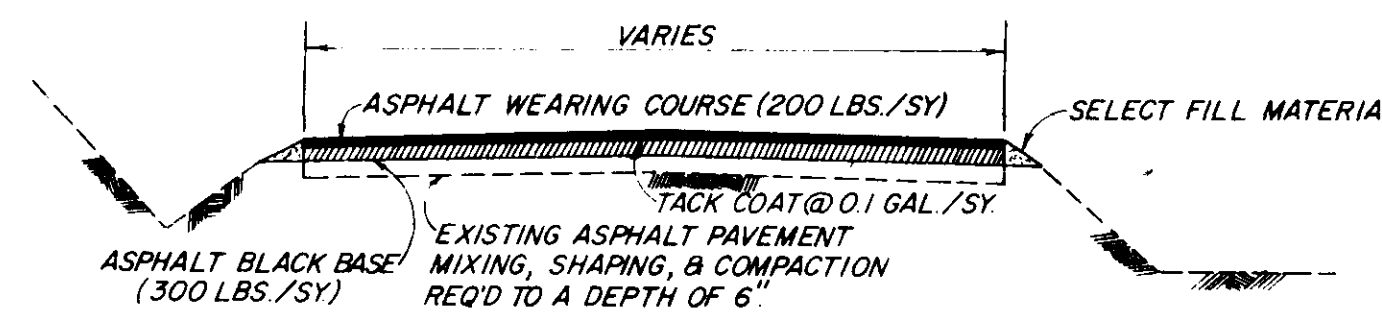 VARIES
ASPHALT WEARING COURSE (200 LBS./SY)
SELECT FILL MATERIA
TACK COAT @ 0.1 GAL./SY.
EXISTING ASPHALT PAVEMENT
MIXING, SHAPING, & COMPACTION
REQ'D TO A DEPTH OF 6".
ASPHALT BLACK BASE
(300 LBS./SY.)